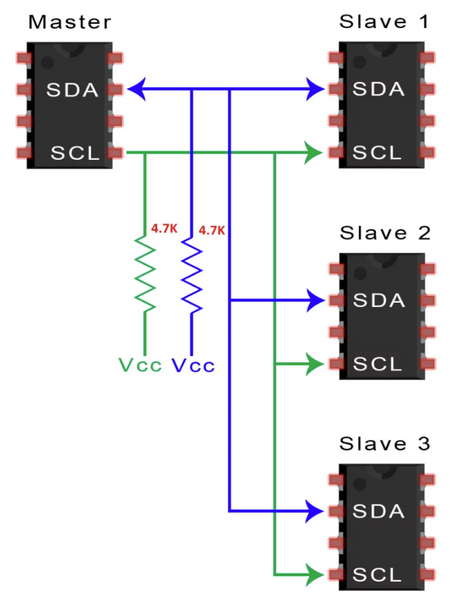 Master
Slave 1
SDA
SDA
SCL
SCL
4.7K
4.7K
Slave 2
SDA
Vcc
Vcc
SCL
Slave 3
SDA
SCL